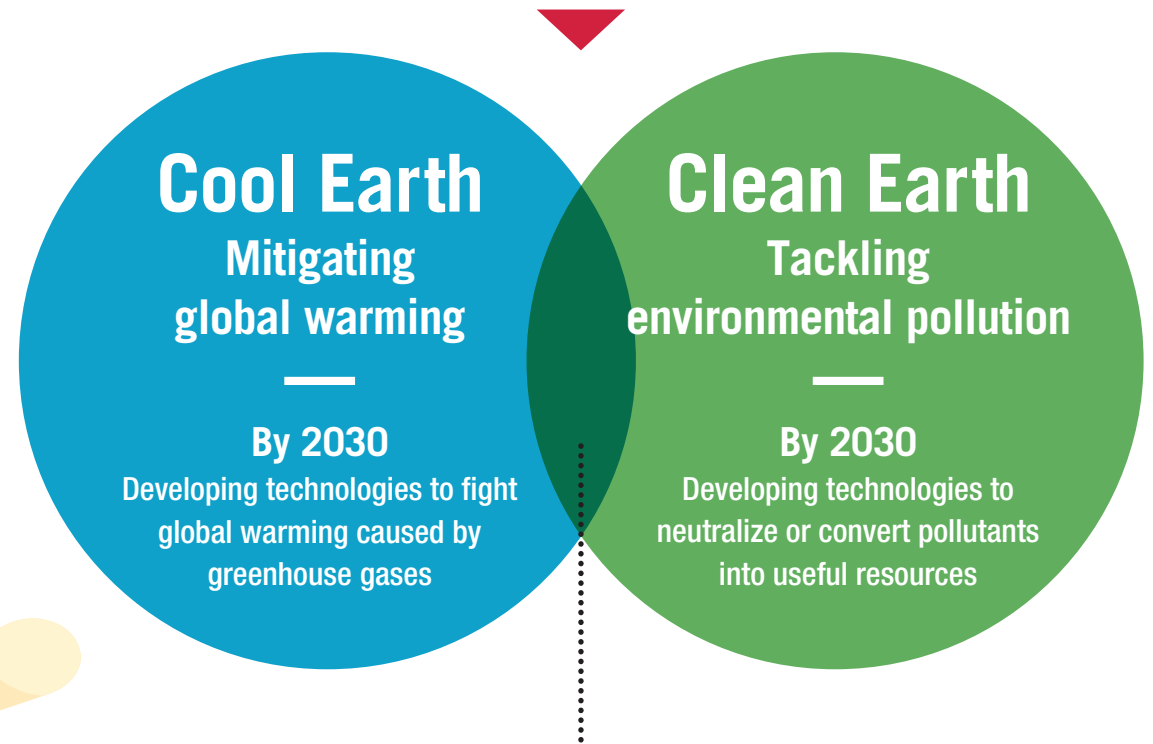 Cool Earth
Mitigating
global warming
By 2030
Developing technologies to fight
global warming caused by
greenhouse gases
Clean Earth
Tackling
environmental pollution
By 2030
Developing technologies to
neutralize or convert pollutants
into useful resources